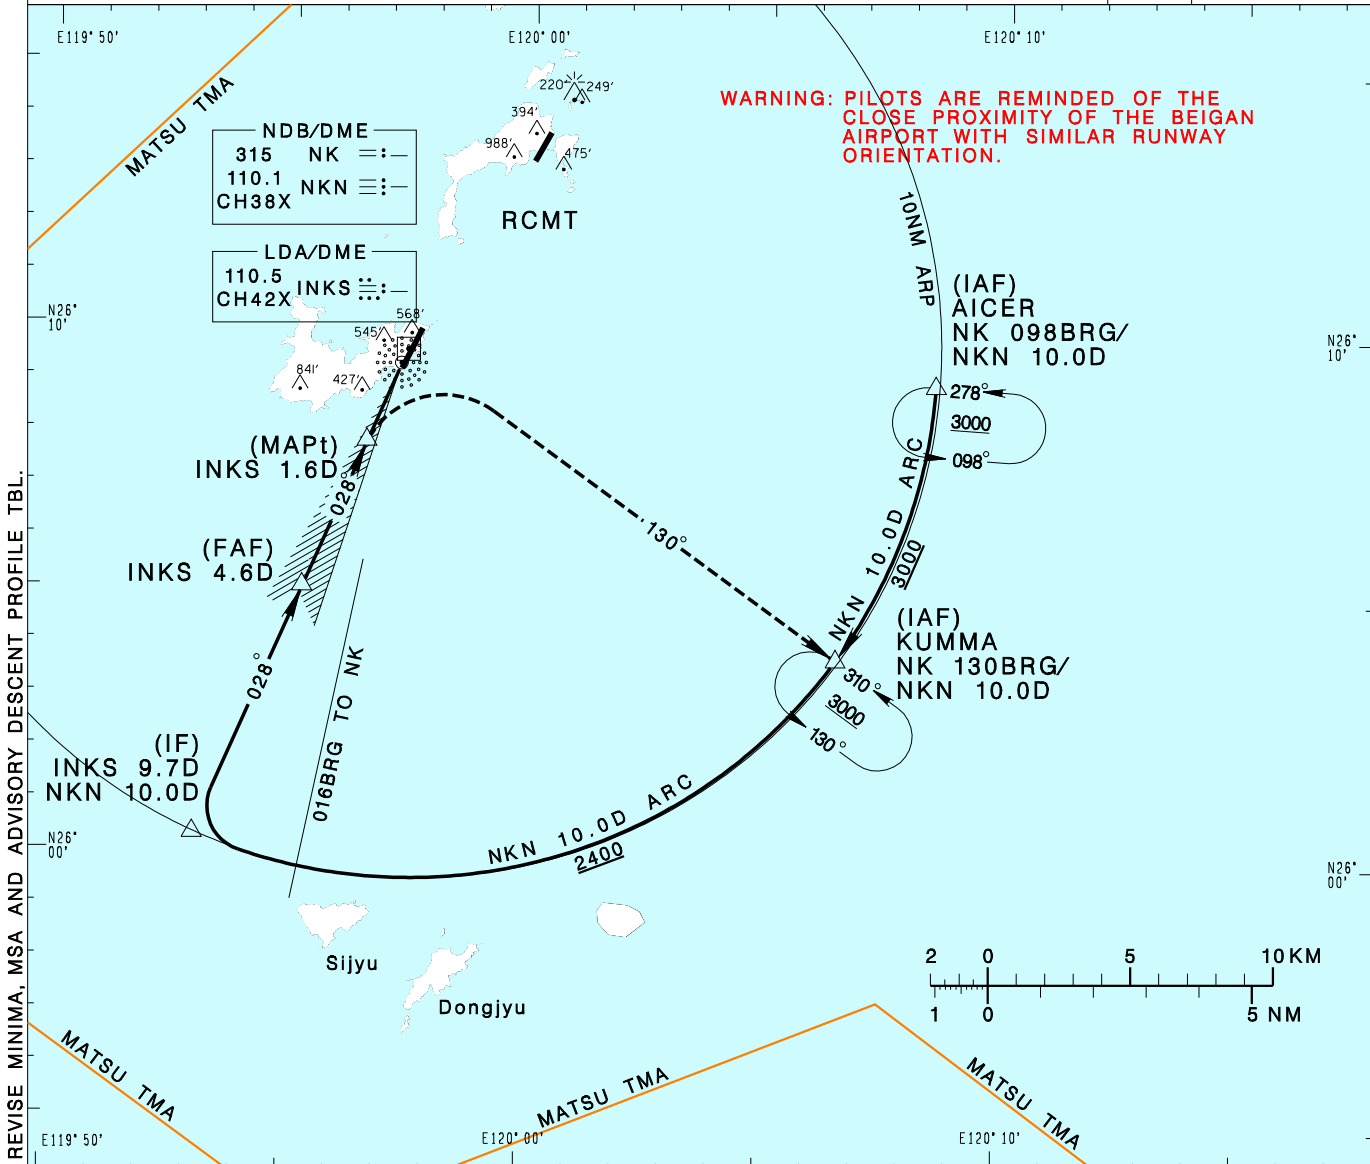 E119°50'
E120°00'
E120°10'
MATSU TMA
220'
249'
394'
988'
475'
RCMT
WARNING: PILOTS ARE REMINDED OF THE
CLOSE PROXIMITY OF THE BEIGAN
AIRPORT WITH SIMILAR RUNWAY
ORIENTATION.
NDB/DME
315 NK
110.1
CH38X
NKN
LDA/DME
110.5
CH42X
INKS
10NM ARP
N26°
10'
N26°
10'
568'
545'
841'
427'
(IAF)
AICER
NK 098BRG/
NKN 10.0D
278°
3000
098°
(MAPt)
INKS 1.6D
028°
(FAF)
INKS 4.6D
130°
NKN 10.0D ARC
3000
(IAF)
KUMMA
NK 130BRG/
NKN 10.0D
310°
3000
130°
028°
016BRG TO NK
(IF)
INKS 9.7D
NKN 10.0D
NKN 10.0D ARC
2400
N26°
00'
N26°
00'
Sijyu
Dongjyu
2 0 5 10 KM
1 0 5 NM
MATSU TMA
MATSU TMA
MATSU TMA
E119°50'
E120°00'
E120°10'
REVISE MINIMA, MSA AND ADVISORY DESCENT PROFILE TBL.